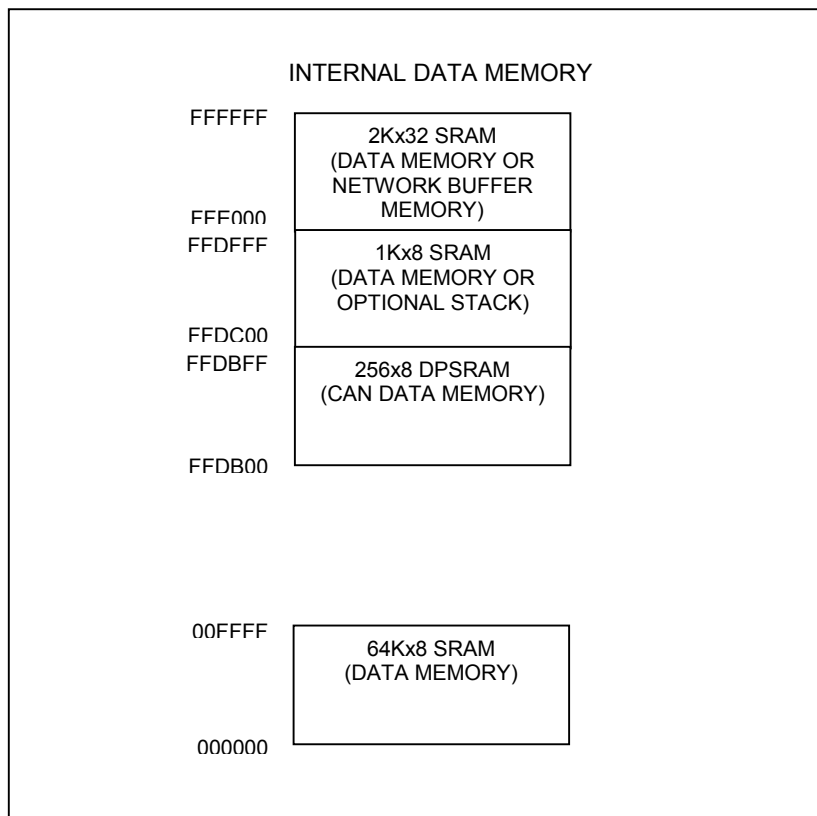 INTERNAL DATA MEMORY
FFFFFF
2Kx32 SRAM
(DATA MEMORY OR
NETWORK BUFFER
MEMORY)
FFE000
FFDFFF
1Kx8 SRAM
(DATA MEMORY OR
OPTIONAL STACK)
FFDC00
FFDBFF
256x8 DPSRAM
(CAN DATA MEMORY)
FFDB00
00FFFF
64Kx8 SRAM
(DATA MEMORY)
000000